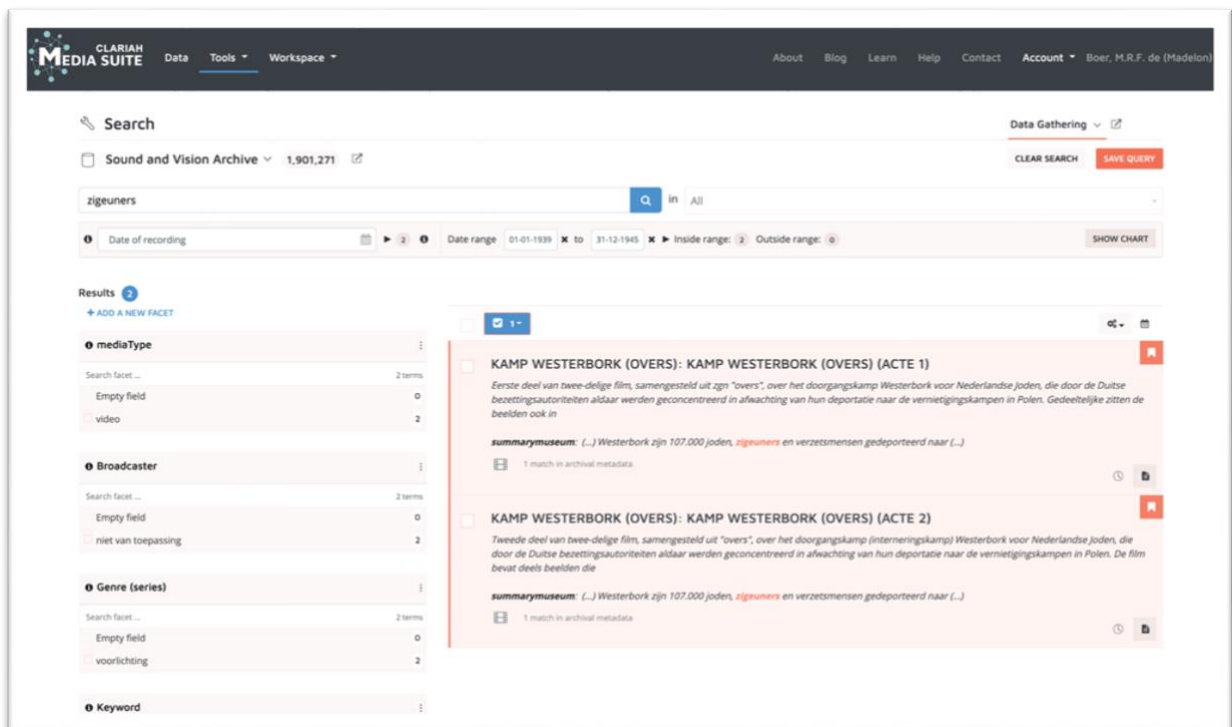 CLARIAH
MEDIA SUITE
Data Tools Workspace
About Blog Learn Help Contact Account Boer, M.R.F. de (Madelon)
Search
Data Gathering
Sound and Vision Archive 1,901,271
CLEAR SEARCH SAVE QUERY
zigeuners in All
Date of recording 2 Date range 01-01-1939 to 31-12-1945 Inside range: 2 Outside range: 0 SHOW CHART
Results 2
+ ADD A NEW FACET
1
mediaType
Search facet ... 2 terms
Empty field 0
video 2
Broadcaster
Search facet ... 2 terms
Empty field 0
niet van toepassing 2
Genre (series)
Search facet ... 2 terms
Empty field 0
voorlichting 2
Keyword
KAMP WESTERBORK (OVERS): KAMP WESTERBORK (OVERS) (ACTE 1)
Eerste deel van twee-delige film, samengesteld uit zgn "overs", over het doorgangskamp Westerbork voor Nederlandse Joden, die door de Duitse
bezettingsautoriteiten aldaar werden geconcentreerd in afwachting van hun deportatie naar de vernietigingskampen in Polen. Gedeeltelijke zitten de
beelden ook in
summarymuseum: (...) Westerbork zijn 107.000 joden, zigeuners en verzetsmensen gedeporteerd naar (...)
1 match in archival metadata
KAMP WESTERBORK (OVERS): KAMP WESTERBORK (OVERS) (ACTE 2)
Tweede deel van twee-delige film, samengesteld uit "overs", over het doorgangskamp (interneringskamp) Westerbork voor Nederlandse Joden, die
door de Duitse bezettingsautoriteiten aldaar werden geconcentreerd in afwachting van hun deportatie naar de vernietigingskampen in Polen. De film
bevat deels beelden die
summarymuseum: (...) Westerbork zijn 107.000 joden, zigeuners en verzetsmensen gedeporteerd naar (...)
1 match in archival metadata